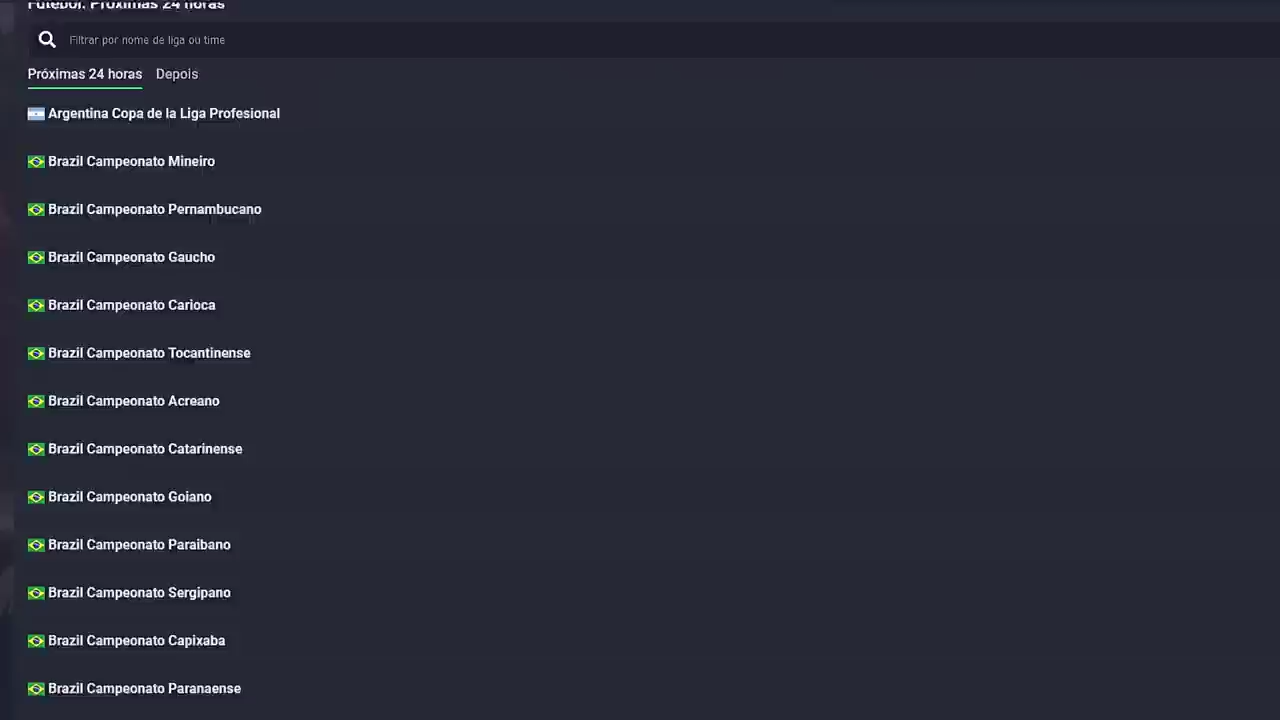 Futebol: Próximas 24 horas
Filtrar por nome de liga ou time
Próximas 24 horas Depois
Argentina Copa de la Liga Profesional
Brazil Campeonato Mineiro
Brazil Campeonato Pernambucano
Brazil Campeonato Gaucho
Brazil Campeonato Carioca
Brazil Campeonato Tocantinense
Brazil Campeonato Acreano
Brazil Campeonato Catarinense
Brazil Campeonato Goiano
Brazil Campeonato Paraibano
Brazil Campeonato Sergipano
Brazil Campeonato Capixaba
Brazil Campeonato Paranaense